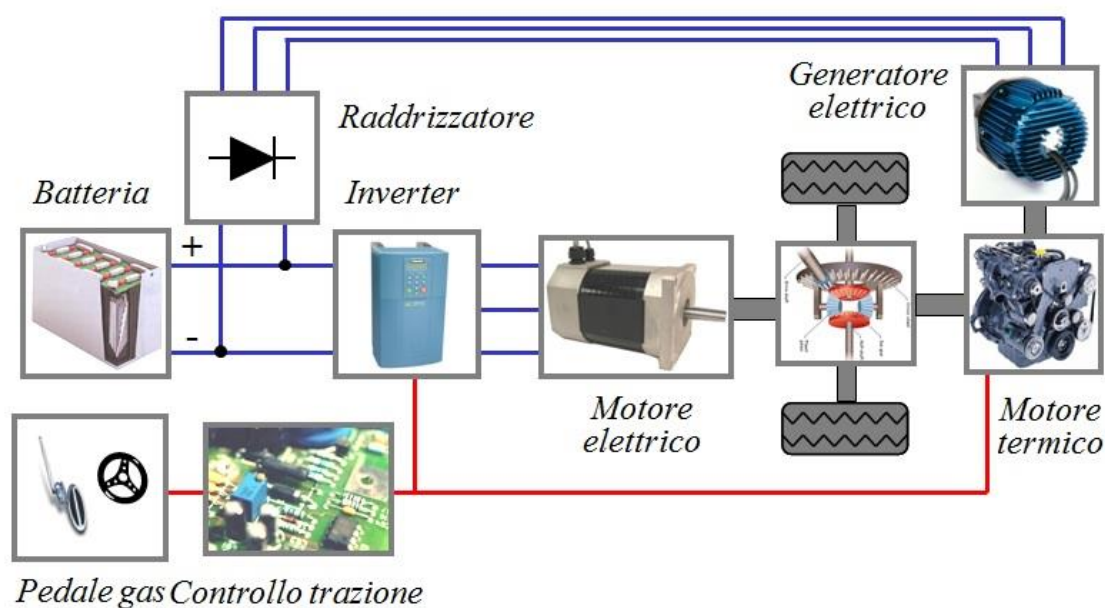 Generatore
elettrico
Raddrizzatore
Batteria
Inverter
+
-
Motore
elettrico
Motore
termico
Pedale gas
Controllo trazione